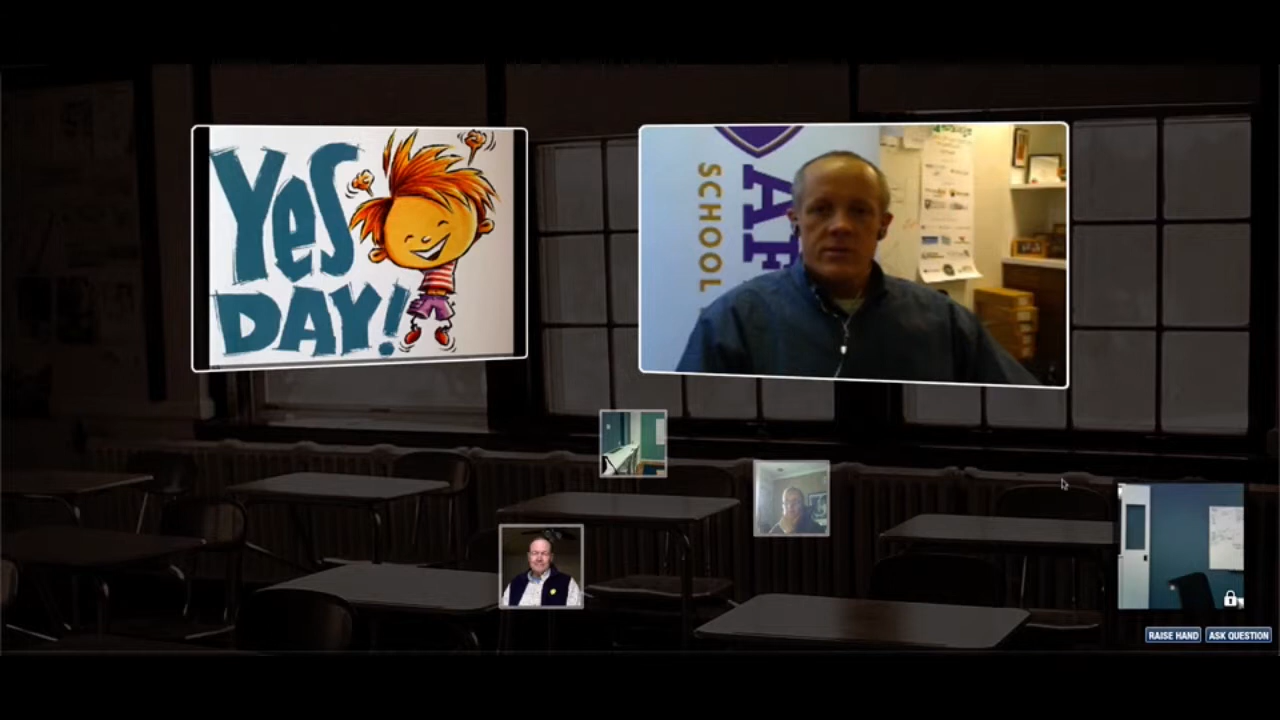 YeS
DAY!
SCHOOL
RAISE HAND
ASK QUESTION